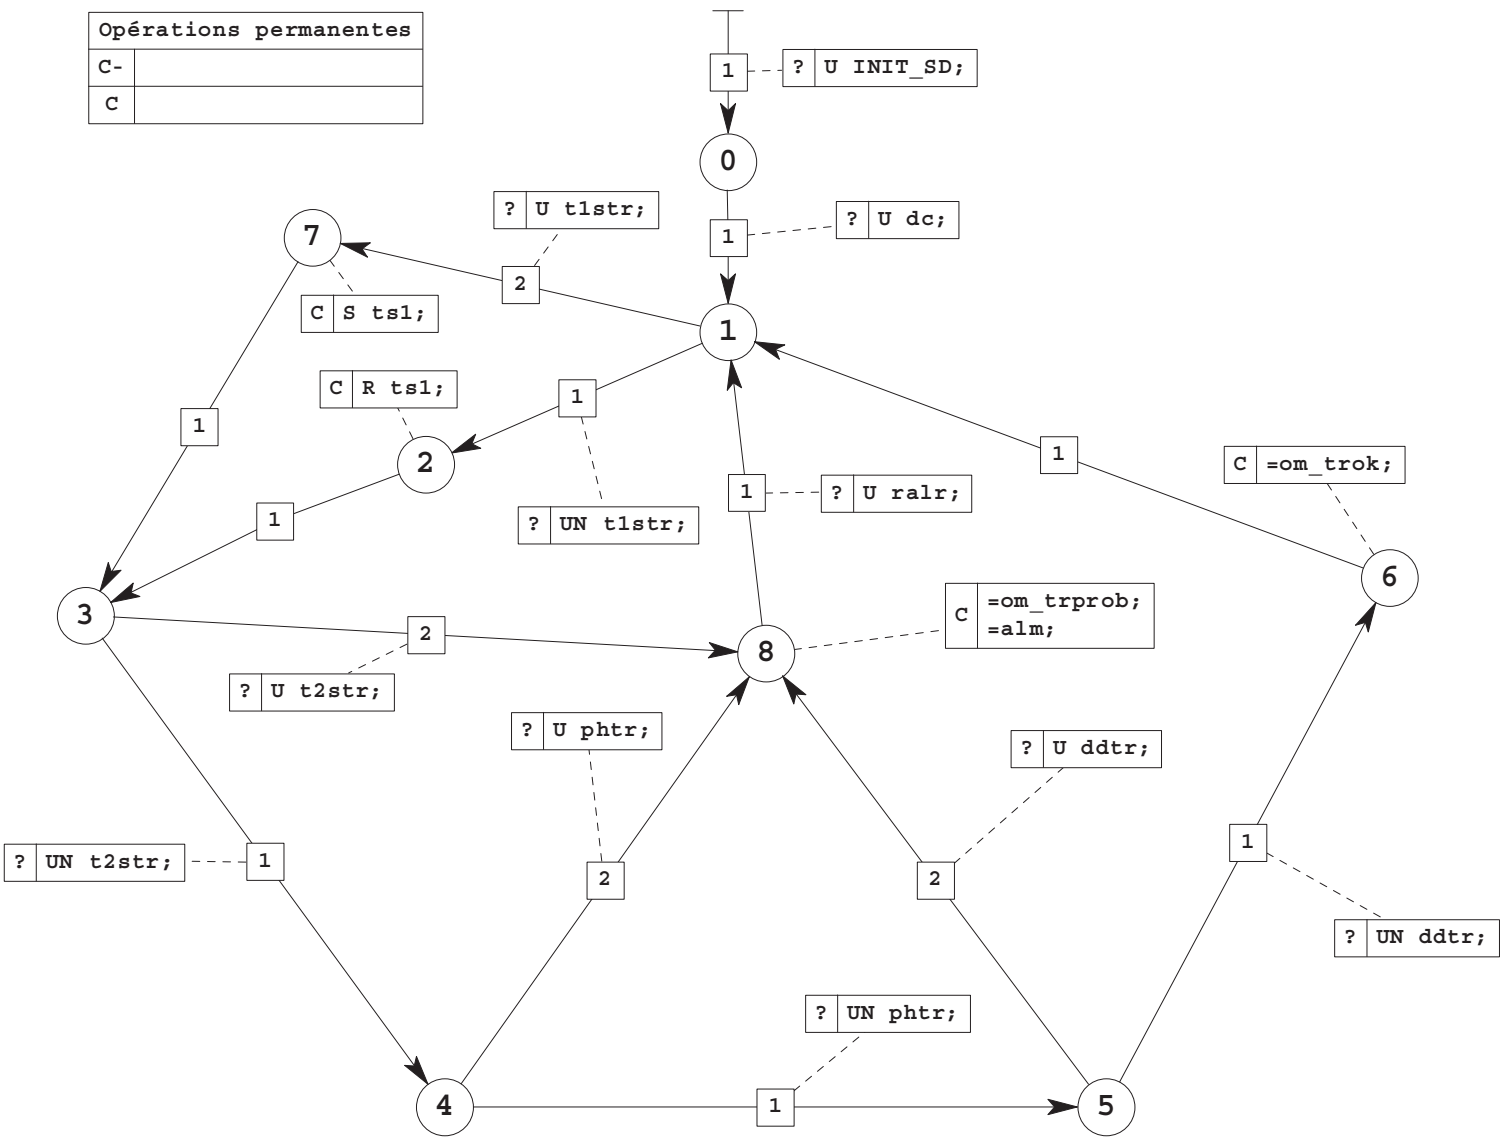 Opérations permanentes
C-
C
1
? U INIT_SD;
0
1
? U dc;
? U t1str;
7
2
C S ts1;
1
C R ts1;
1
1
2
? UN t1str;
1
1
? U ralr;
1
C =om_trok;
6
3
2
? U t2str;
8
C =om_trprob;
=alm;
? U phtr;
? U ddtr;
? UN t2str;
1
2
2
1
? UN ddtr;
? UN phtr;
4
1
5